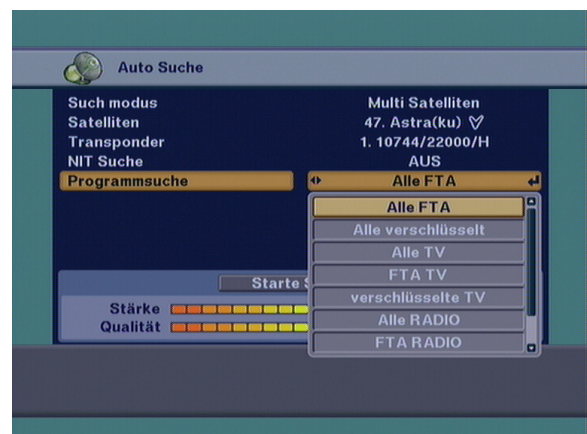 Auto Suche
Such modus Multi Satelliten
Satelliten 47. Astra(ku)
Transponder 1. 10744/22000/H
NIT Suche AUS
Programmsuche Alle FTA
Alle FTA
Alle verschlüsselt
Alle TV
FTA TV
Starte S
verschlüsselte TV
Stärke
Alle RADIO
Qualität
FTA RADIO